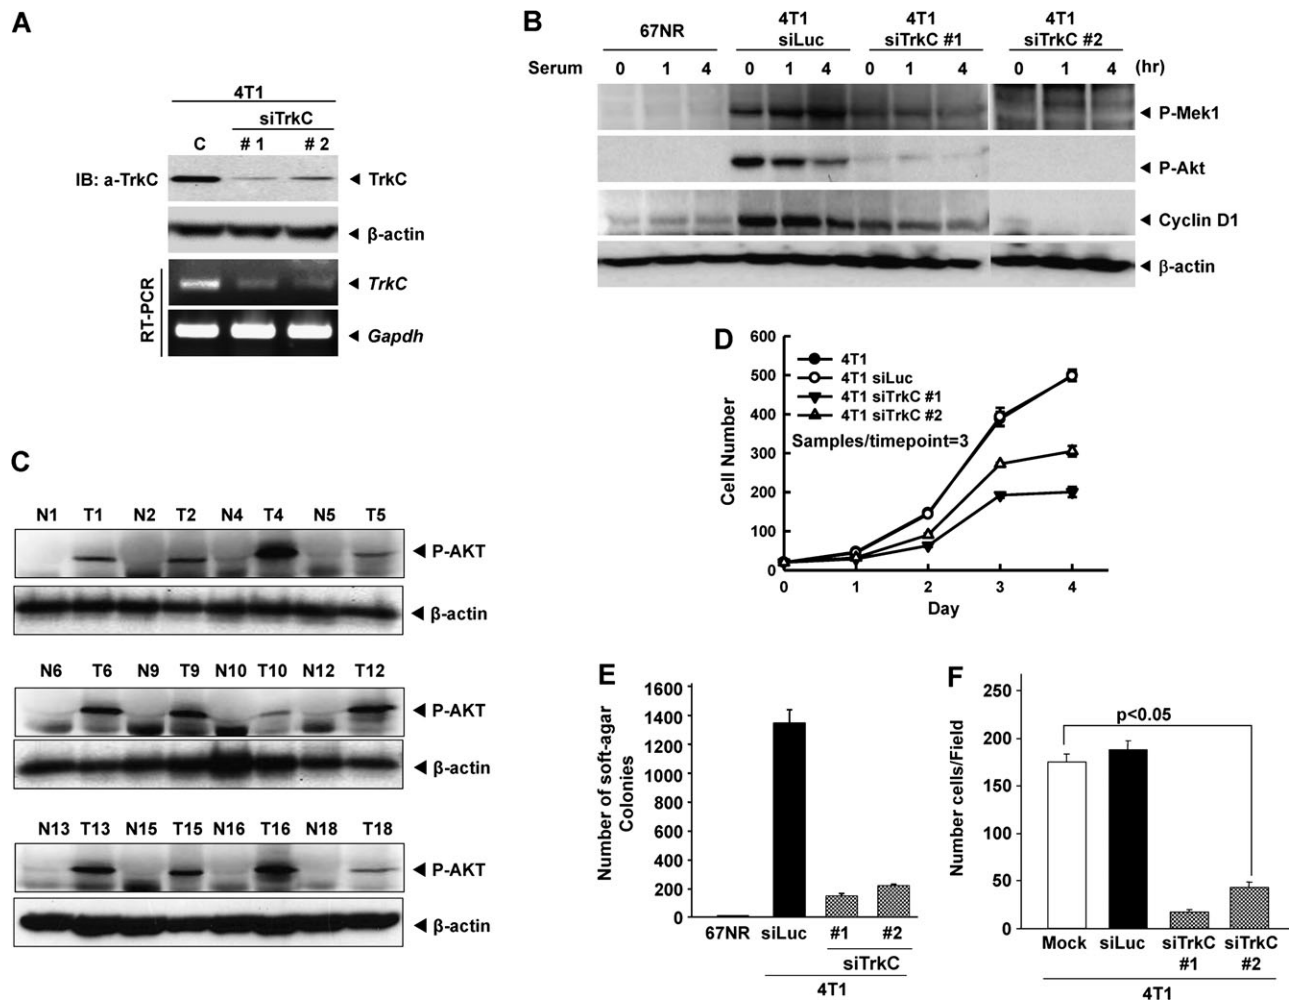 A
4T1
siTrkC
C # 1 # 2
IB: a-TrkC TrkC
β-actin
RT-PCR
TrkC
Gapdh
B
67NR 4T1 siLuc 4T1 siTrkC #1 4T1 siTrkC #2
Serum 0 1 4 0 1 4 0 1 4 0 1 4 (hr)
P-Mek1
P-Akt
Cyclin D1
β-actin
C
N1 T1 N2 T2 N4 T4 N5 T5
P-AKT
β-actin
N6 T6 N9 T9 N10 T10 N12 T12
P-AKT
β-actin
N13 T13 N15 T15 N16 T16 N18 T18
P-AKT
β-actin
D
Cell Number
600
500
400
300
200
100
0
4T1
4T1 siLuc
4T1 siTrkC #1
4T1 siTrkC #2
Samples/timepoint=3
0 1 2 3 4
Day
E
Number of soft-agar
Colonies
1600
1400
1200
1000
800
600
400
200
0
67NR siLuc #1 #2
siTrkC
4T1
F
Number cells/Field
250
200
150
100
50
0
p<0.05
Mock siLuc siTrkC siTrkC
#1 #2
4T1